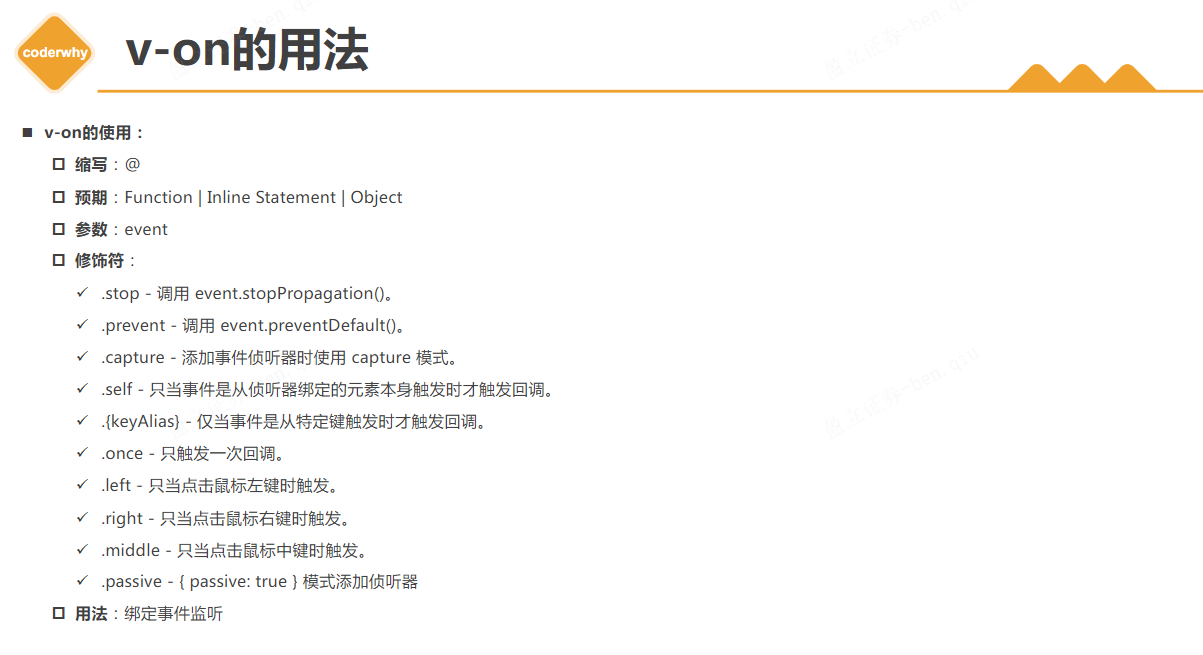 coderwhy
v-on的用法
v-on的使用：
缩写：@
预期：Function | Inline Statement | Object
参数：event
修饰符：
.stop - 调用 event.stopPropagation()。
.prevent - 调用 event.preventDefault()。
.capture - 添加事件侦听器时使用 capture 模式。
.self - 只当事件是从侦听器绑定的元素本身触发时才触发回调。
.{keyAlias} - 仅当事件是从特定键触发时才触发回调。
.once - 只触发一次回调。
.left - 只当点击鼠标左键时触发。
.right - 只当点击鼠标右键时触发。
.middle - 只当点击鼠标中键时触发。
.passive - { passive: true } 模式添加侦听器
用法：绑定事件监听